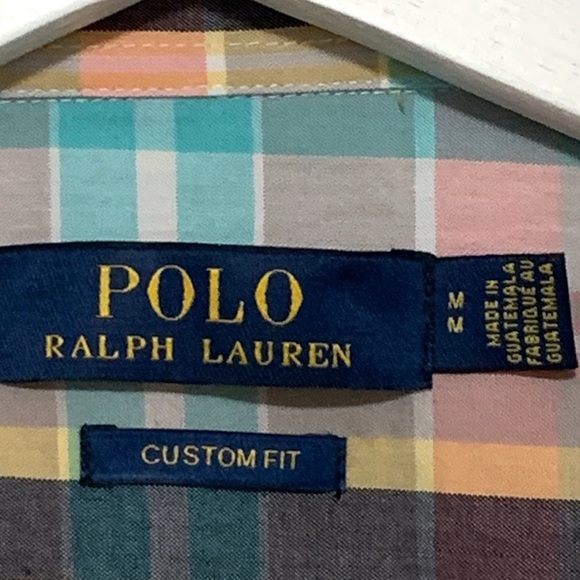 POLO
RALPH LAUREN
M
M
MADE IN
GUATEMALA
FABRIQUÉ AU
GUATEMALA
CUSTOM FIT